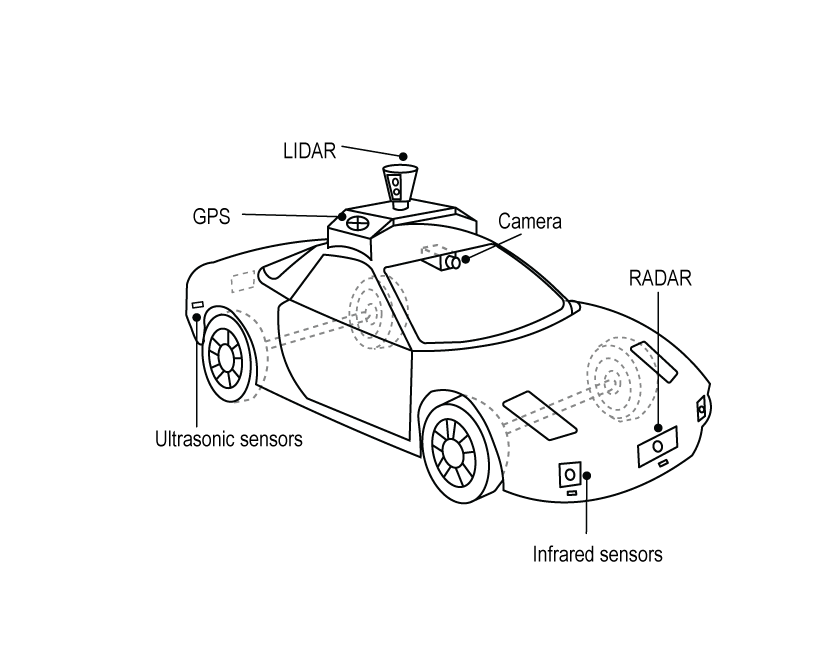 LIDAR
GPS
Camera
RADAR
Ultrasonic sensors
Infrared sensors